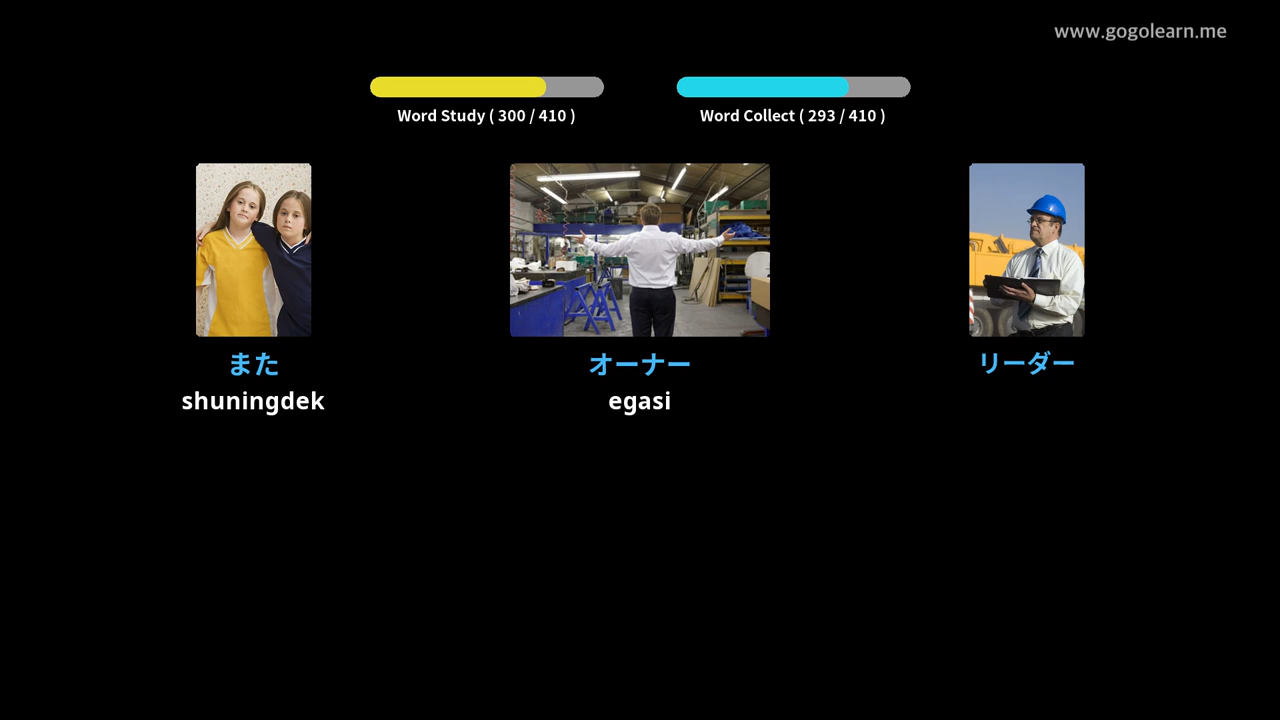 www.gogolearn.me
Word Study ( 300 / 410 )
Word Collect ( 293 / 410 )
また
オーナー
リーダー
shuningdek
egasi